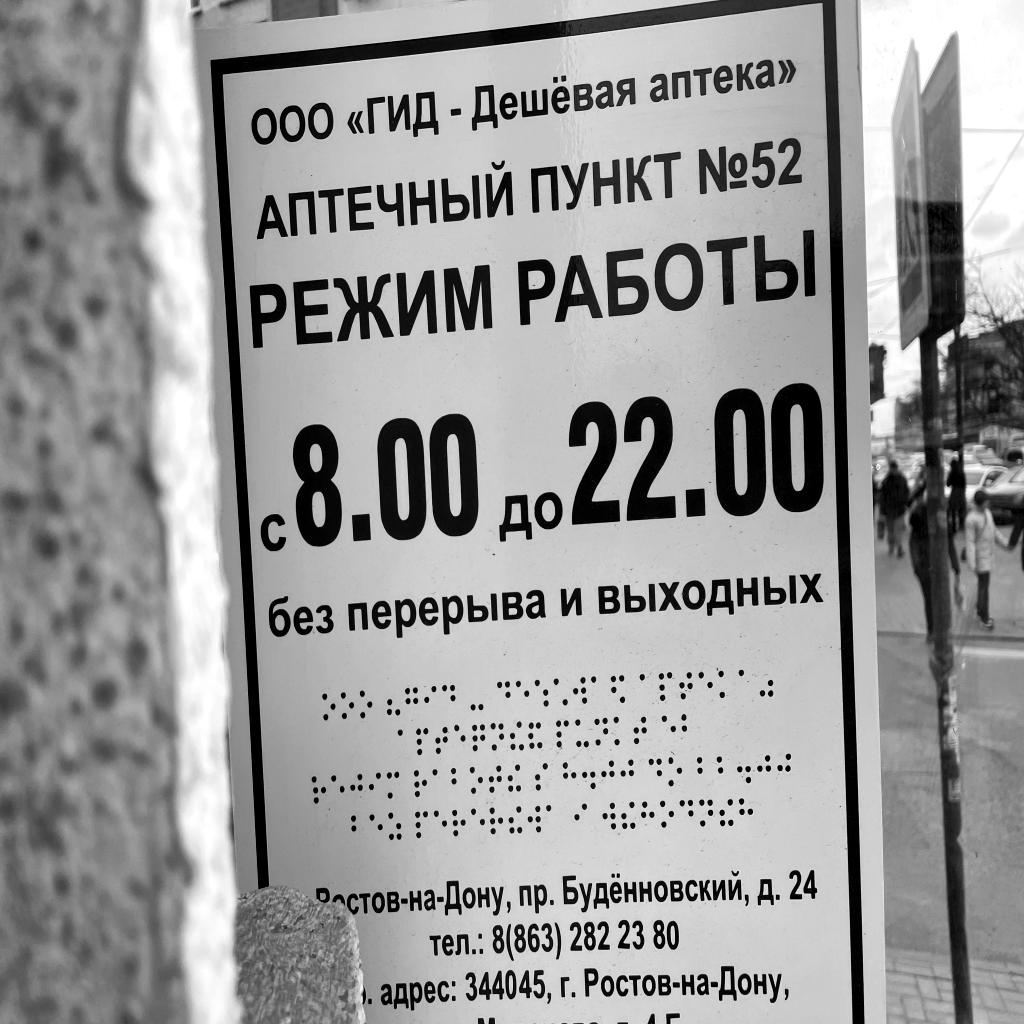 ООО «ГИД - Дешёвая аптека»
АПТЕЧНЫЙ ПУНКТ №52
РЕЖИМ РАБОТЫ
с 8.00 до 22.00
без перерыва и выходных
Ростов-на-Дону, пр. Будённовский, д. 24
тел.: 8(863) 282 23 80
адрес: 344045, г. Ростов-на-Дону,